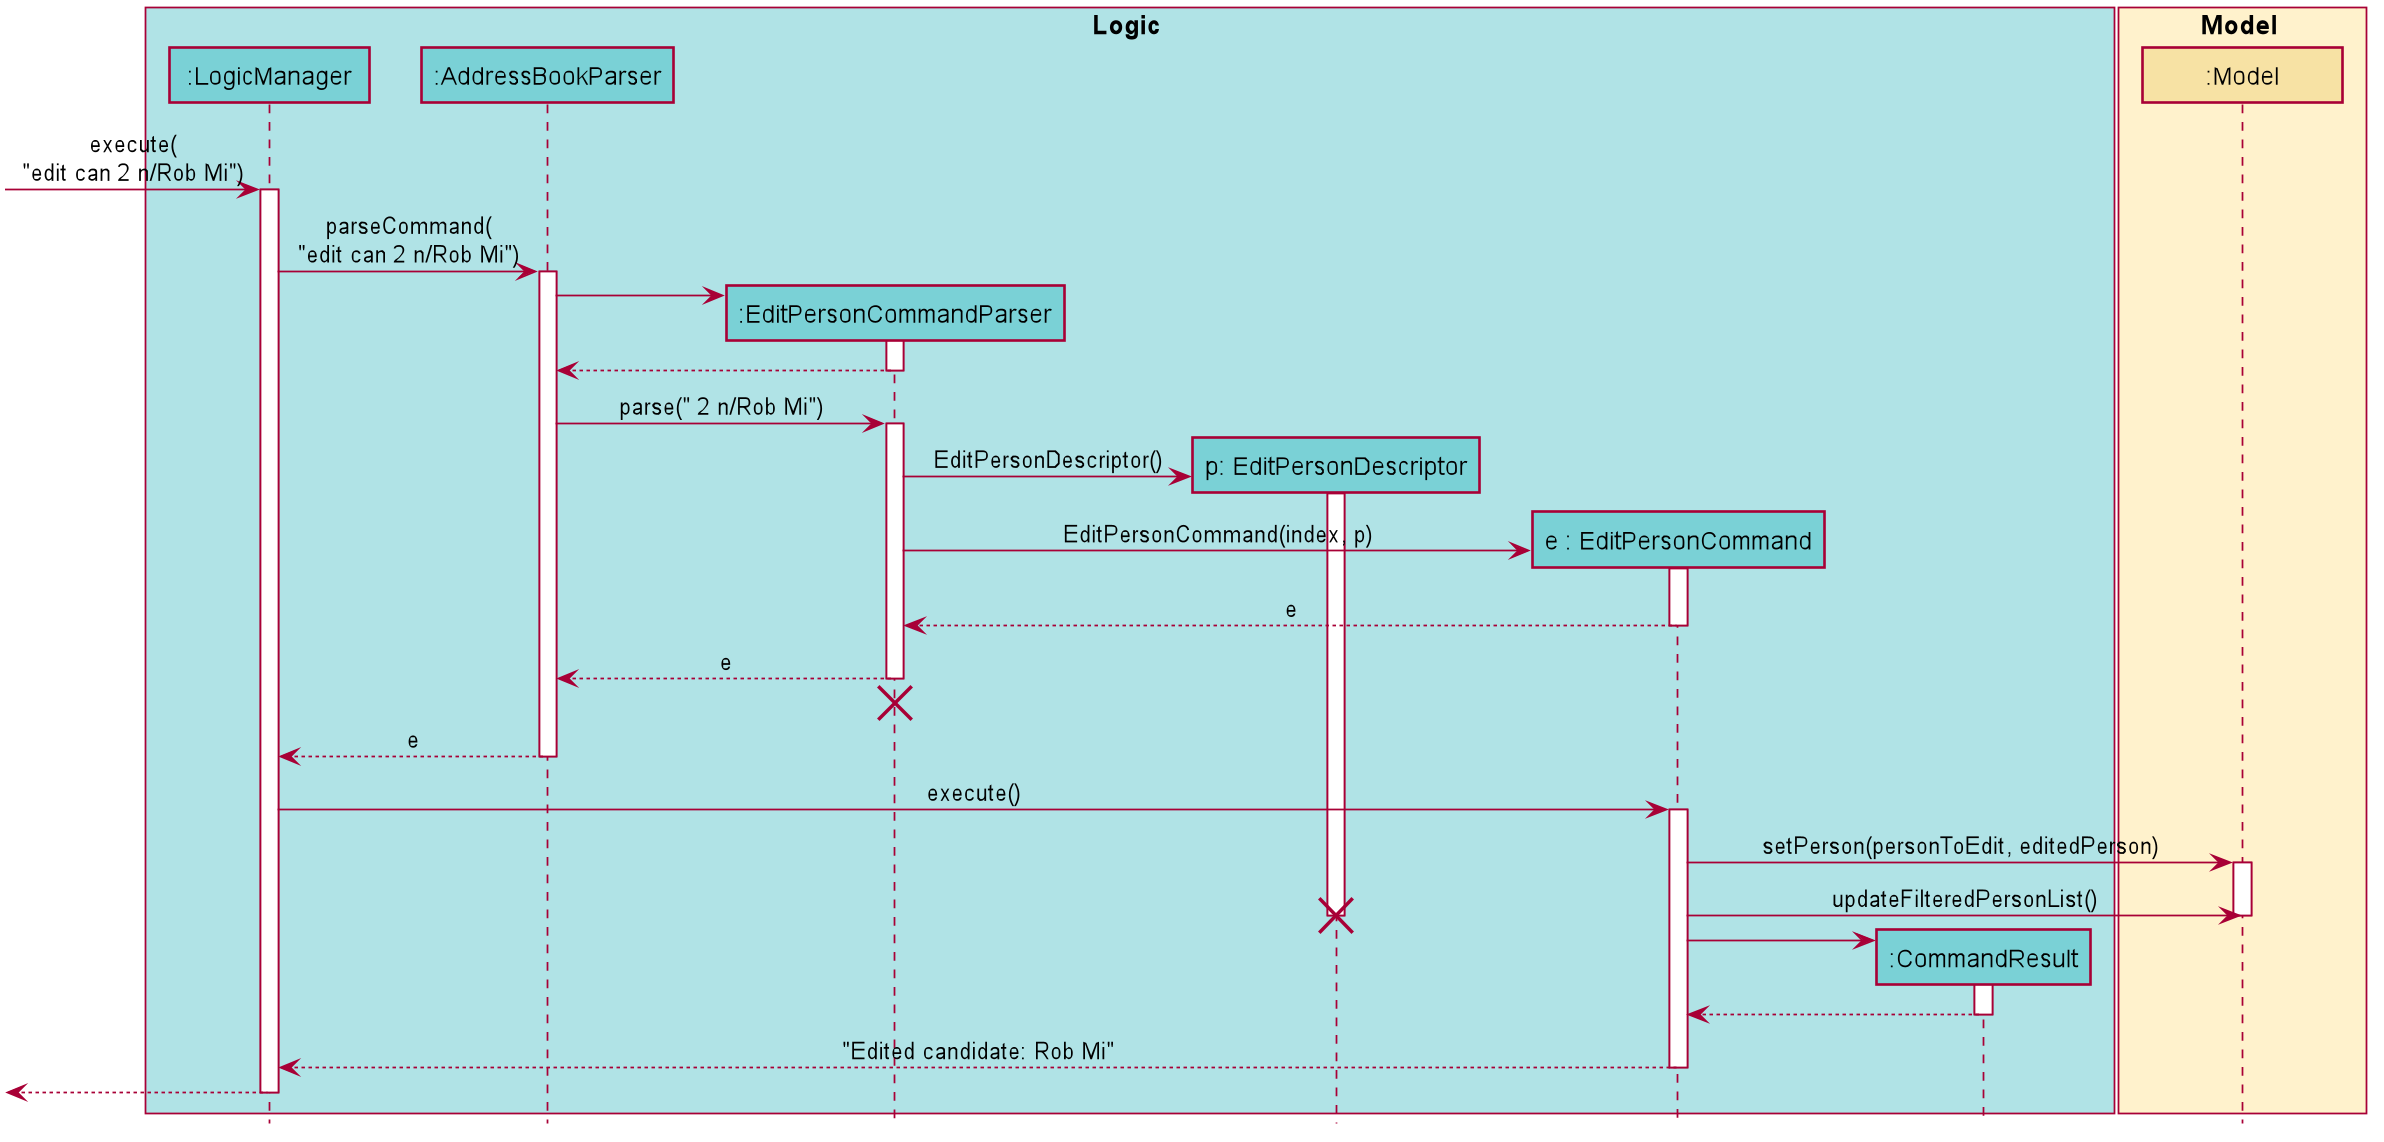 Logic
Model
:LogicManager
:AddressBookParser
:Model
execute(
"edit can 2 n/Rob Mi")
parseCommand(
"edit can 2 n/Rob Mi")
:EditPersonCommandParser
parse(" 2 n/Rob Mi")
EditPersonDescriptor()
p: EditPersonDescriptor
EditPersonCommand(index, p)
e : EditPersonCommand
e
e
e
execute()
setPerson(personToEdit, editedPerson)
updateFilteredPersonList()
:CommandResult
"Edited candidate: Rob Mi"